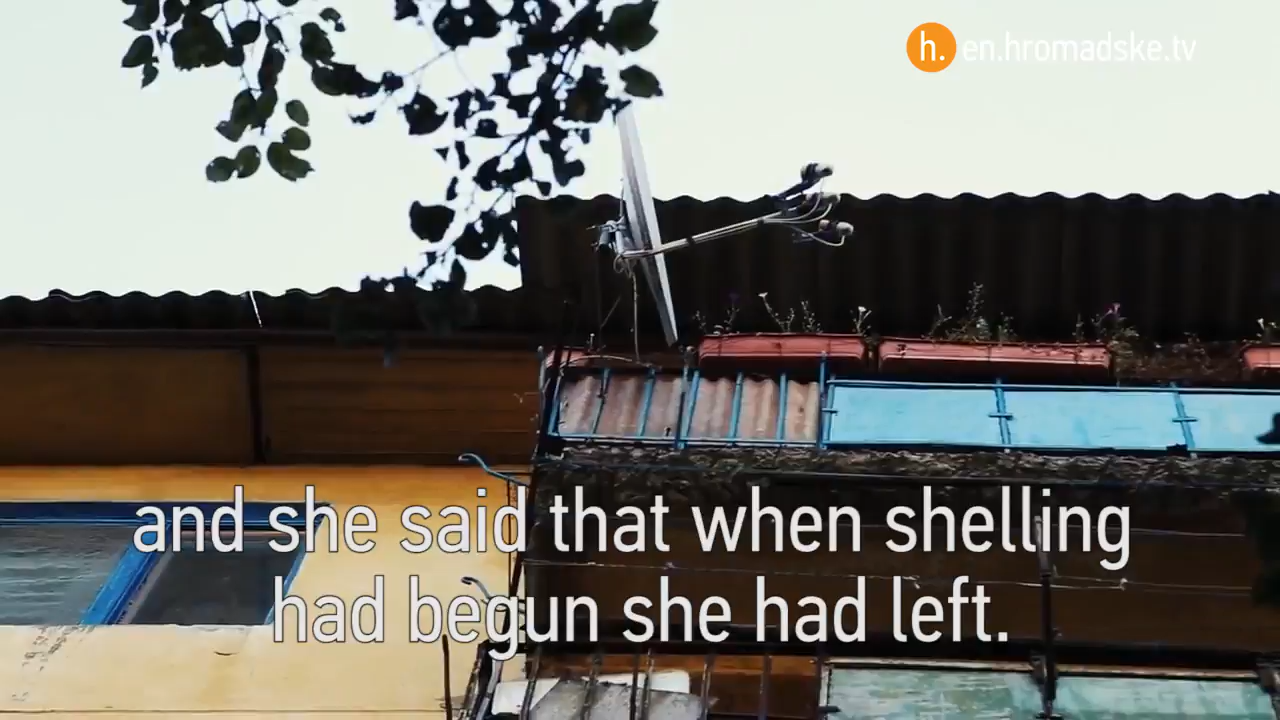 h. en.hromadske.tv
and she said that when shelling
had begun she had left.